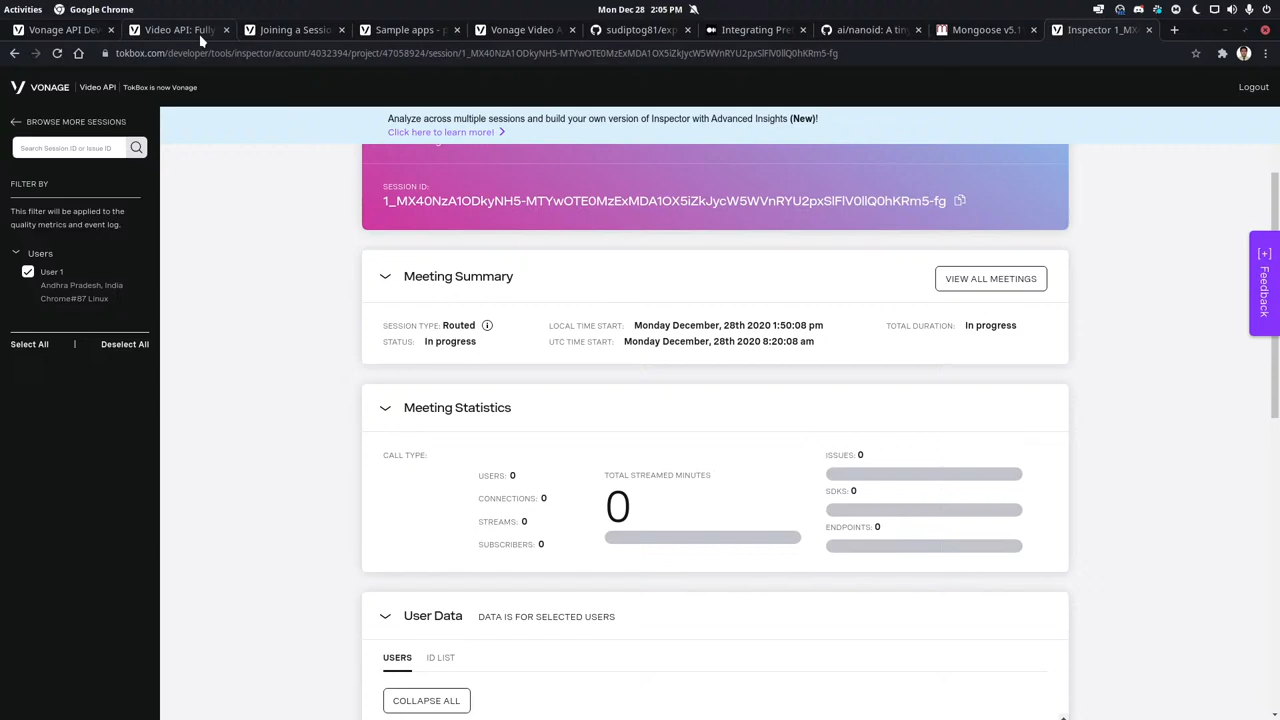 Activities
Google Chrome
Mon Dec 28 2:05 PM
Vonage API Dev
Video API: Fully
Joining a Sessio
Sample apps - p
Vonage Video A
sudiptog81/exp
Integrating Pret
ai/nanoid: A tin
Mongoose v5.1
Inspector 1_MX
tokbox.com/developer/tools/inspector/account/4032394/project/47058924/session/1_MX40NzA1ODkyNH5-MTYwOTE0MzExMDA1OX5iZkJycW5WVnRYU2pxSlFlV0llQ0hKRm5-fg
VONAGE
Video API
TokBox is now Vonage
Logout
BROWSE MORE SESSIONS
Search Session ID or Issue ID
FILTER BY
This filter will be applied to the
quality metrics and event log.
Users
User 1
Andhra Pradesh, India
Chrome#87 Linux
Select All | Deselect All
Analyze across multiple sessions and build your own version of Inspector with Advanced Insights (New)!
Click here to learn more!
SESSION ID:
1_MX40NzA1ODkyNH5-MTYwOTE0MzExMDA1OX5iZkJycW5WVnRYU2pxSlFlV0llQ0hKRm5-fg
Meeting Summary
VIEW ALL MEETINGS
SESSION TYPE: Routed
LOCAL TIME START: Monday December, 28th 2020 1:50:08 pm
TOTAL DURATION: In progress
STATUS: In progress
UTC TIME START: Monday December, 28th 2020 8:20:08 am
Meeting Statistics
CALL TYPE:
USERS: 0
CONNECTIONS: 0
STREAMS: 0
SUBSCRIBERS: 0
TOTAL STREAMED MINUTES
0
ISSUES: 0
SDKS: 0
ENDPOINTS: 0
User Data
DATA IS FOR SELECTED USERS
USERS
ID LIST
COLLAPSE ALL
[+] Feedback